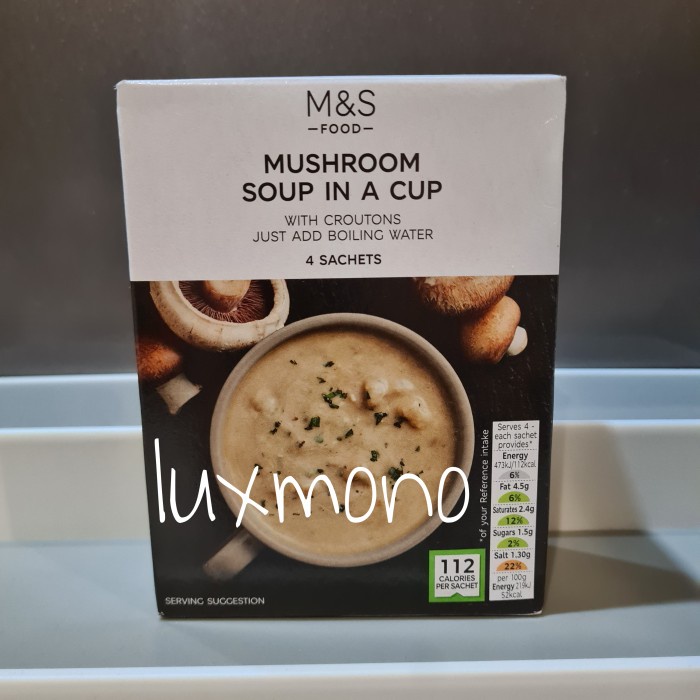 M&S
—FOOD—
MUSHROOM
SOUP IN A CUP
WITH CROUTONS
JUST ADD BOILING WATER
4 SACHETS
luxmono
*of your Reference intake
Serves 4 -
each sachet
provides*
Energy
473kJ/112kcal
6%
Fat 4.5g
6%
Saturates 2.4g
12%
Sugars 1.5g
2%
Salt 1.30g
22%
per 100g
Energy 219kJ
52kcal
112
CALORIES
PER SACHET
SERVING SUGGESTION